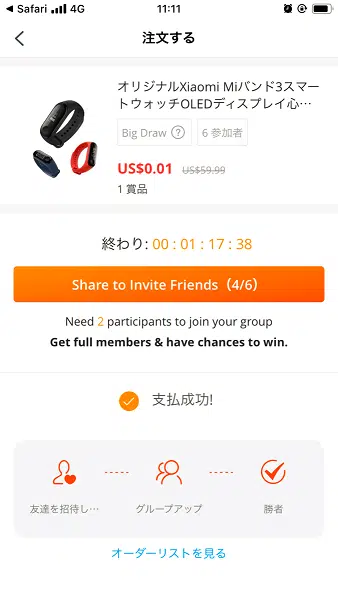 Safari 4G 11:11
注文する
オリジナルXiaomi Miバンド3スマー
トウォッチOLEDディスプレイ心…
Big Draw ? 6 参加者
US$0.01 US$59.99
1 賞品
終わり: 00 : 01 : 17 : 38
Share to Invite Friends（4/6）
Need 2 participants to join your group
Get full members & have chances to win.
支払成功!
友達を招待し… グループアップ 勝者
オーダーリストを見る